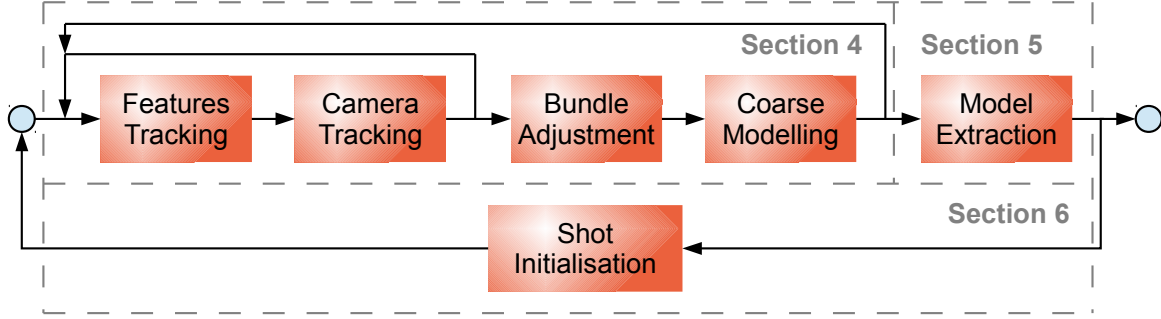 Section 4
Section 5
Features
Tracking
Camera
Tracking
Bundle
Adjustment
Coarse
Modelling
Model
Extraction
Section 6
Shot
Initialisation